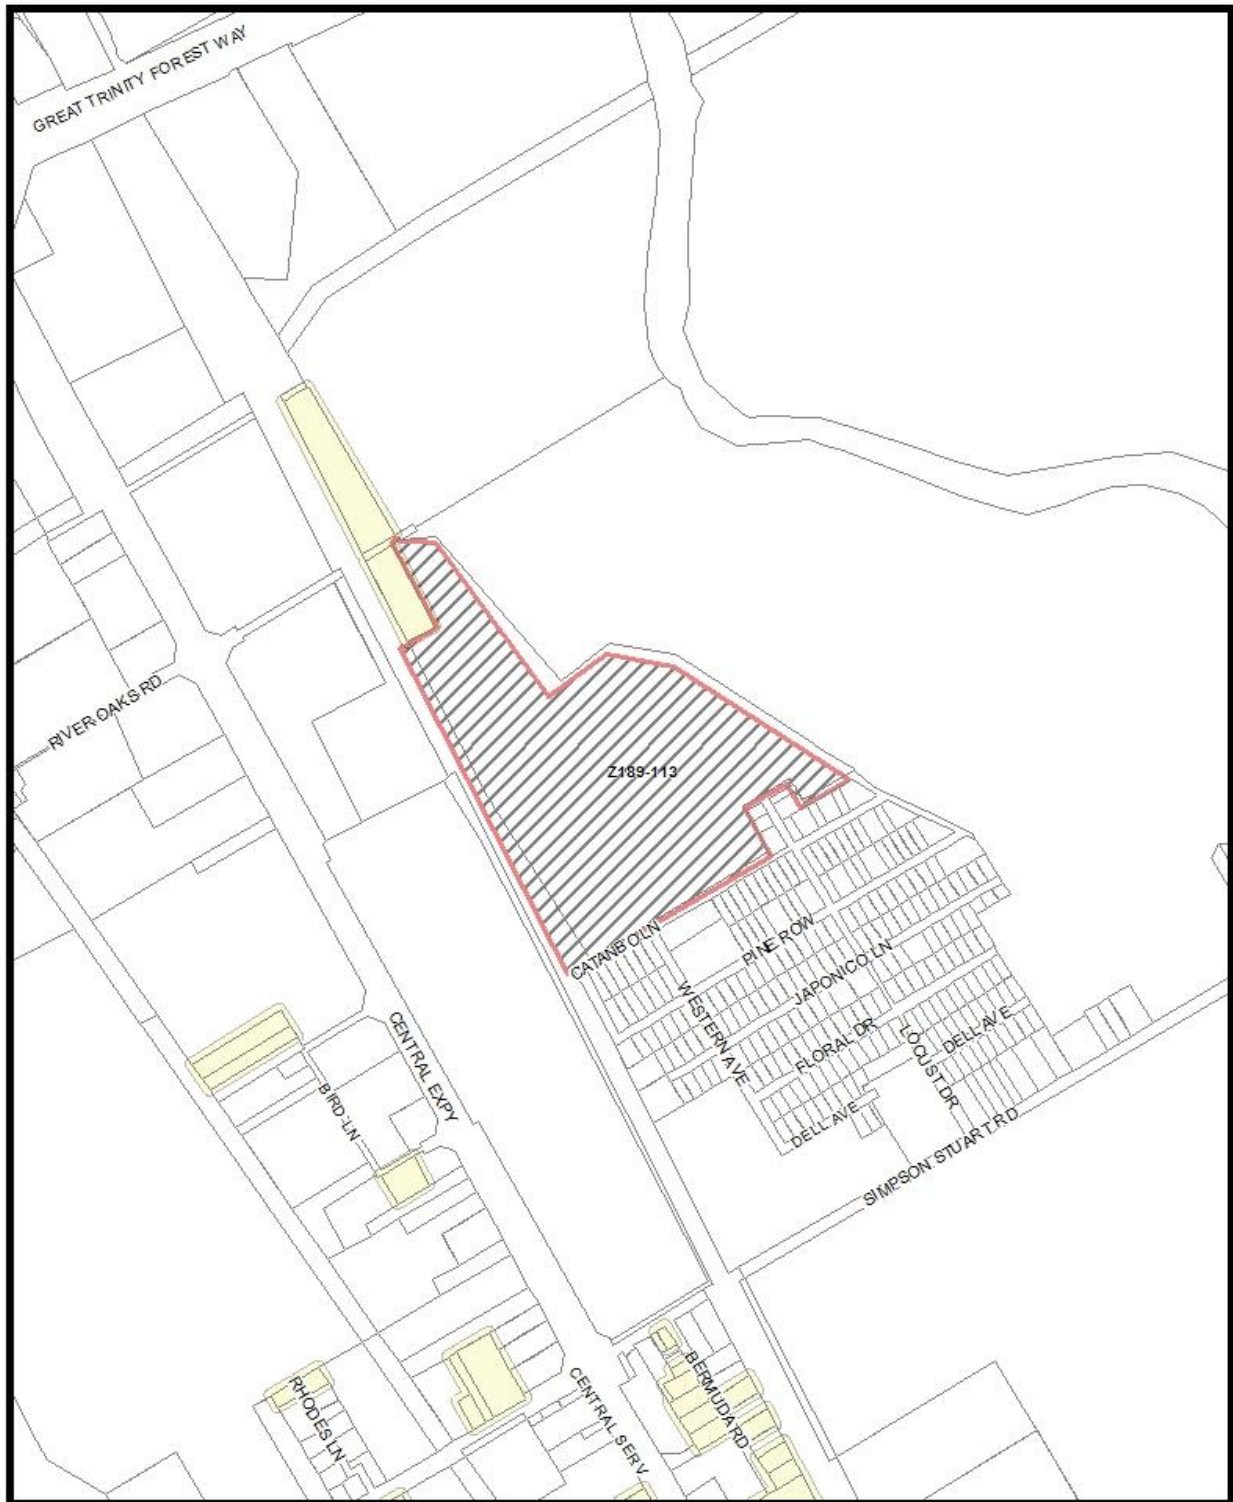 GREAT TRINITY FOREST WAY
RIVER OAKS RD
Z189-113
CATANBO LN
PINE ROW
JAPONICO LN
WESTERN AVE
FLORAL DR
LOCUST DR
DELL AVE
DELL AVE
SIMPSON STUART RD
CENTRAL EXPY
BIRD LN
RHODES LN
CENTRAL SERV
BERMUDA RD